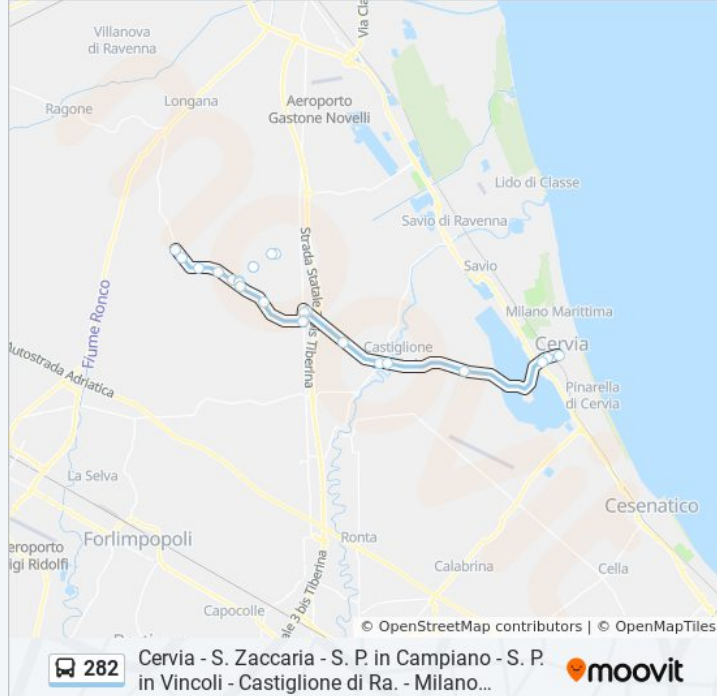 Villanova
di Ravenna
Via Cla
Ragone
Longana
Aeroporto
Gastone Novelli
Lido di Classe
Savio di Ravenna
Strada Statale
bis Tiberina
Savio
Fiume Ronco
Milano Marittima
Castiglione
Cervia
Autostrada Adriatica
Pinarella
di Cervia
La Selva
Cesenatico
Forlimpopoli
Ronta
eroporto
igi Ridolfi
Calabrina
Cella
ale 3 bis Tiberina
Capocolle
© OpenStreetMap contributors | © OpenMapTiles
282
Cervia - S. Zaccaria - S. P. in Campiano - S. P.
in Vincoli - Castiglione di Ra. - Milano...
moovit